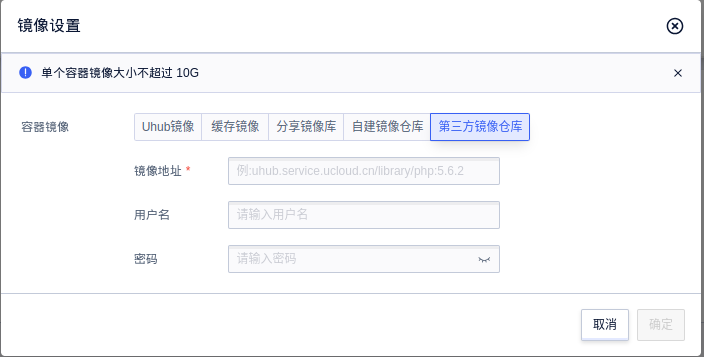 镜像设置
单个容器镜像大小不超过 10G
容器镜像
Uhub镜像 缓存镜像 分享镜像库 自建镜像仓库 第三方镜像仓库
镜像地址 *
例:uhub.service.ucloud.cn/library/php:5.6.2
用户名
请输入用户名
密码
请输入密码
取消 确定